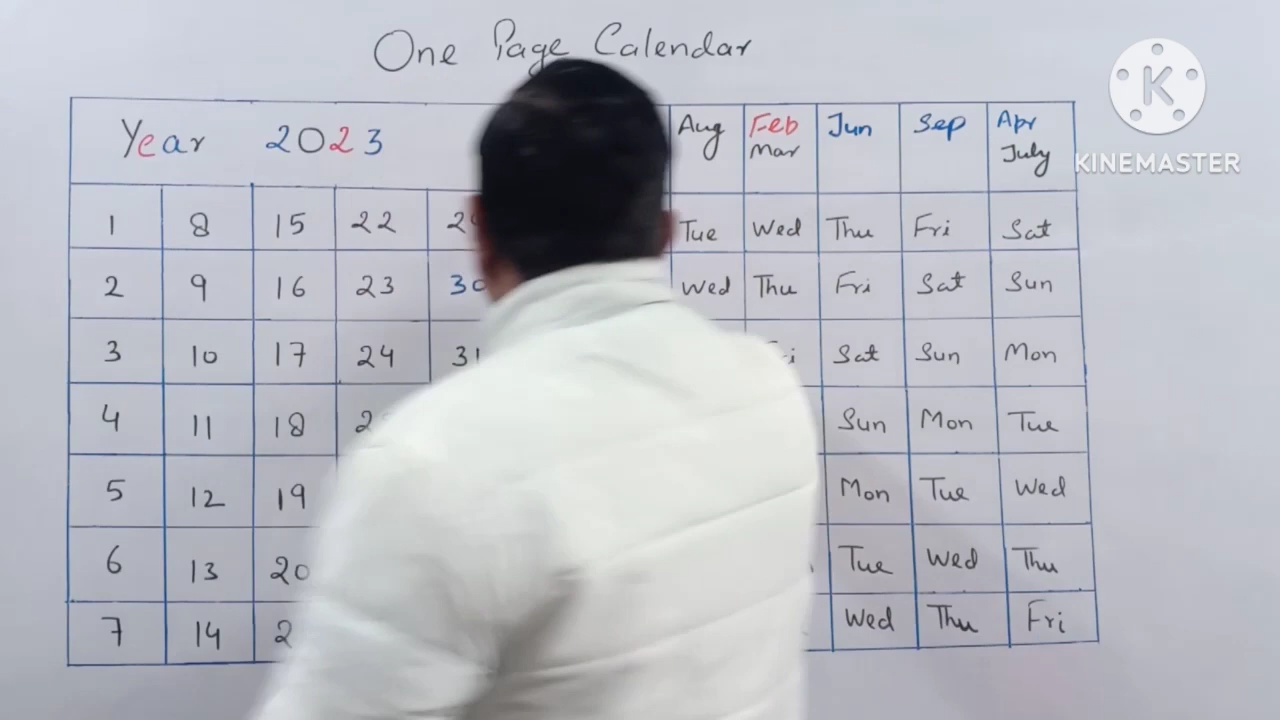 One Page Calendar
Year 2023 Aug Feb Mar Jun Sep Apr July
KINEMASTER
1 8 15 22 Tue Wed Thu Fri Sat
2 9 16 23 30 Wed Thu Fri Sat Sun
3 10 17 24 31 Sat Sun Mon
4 11 18 Sun Mon Tue
5 12 19 Mon Tue Wed
6 13 20 Tue Wed Thu
7 14 Wed Thu Fri